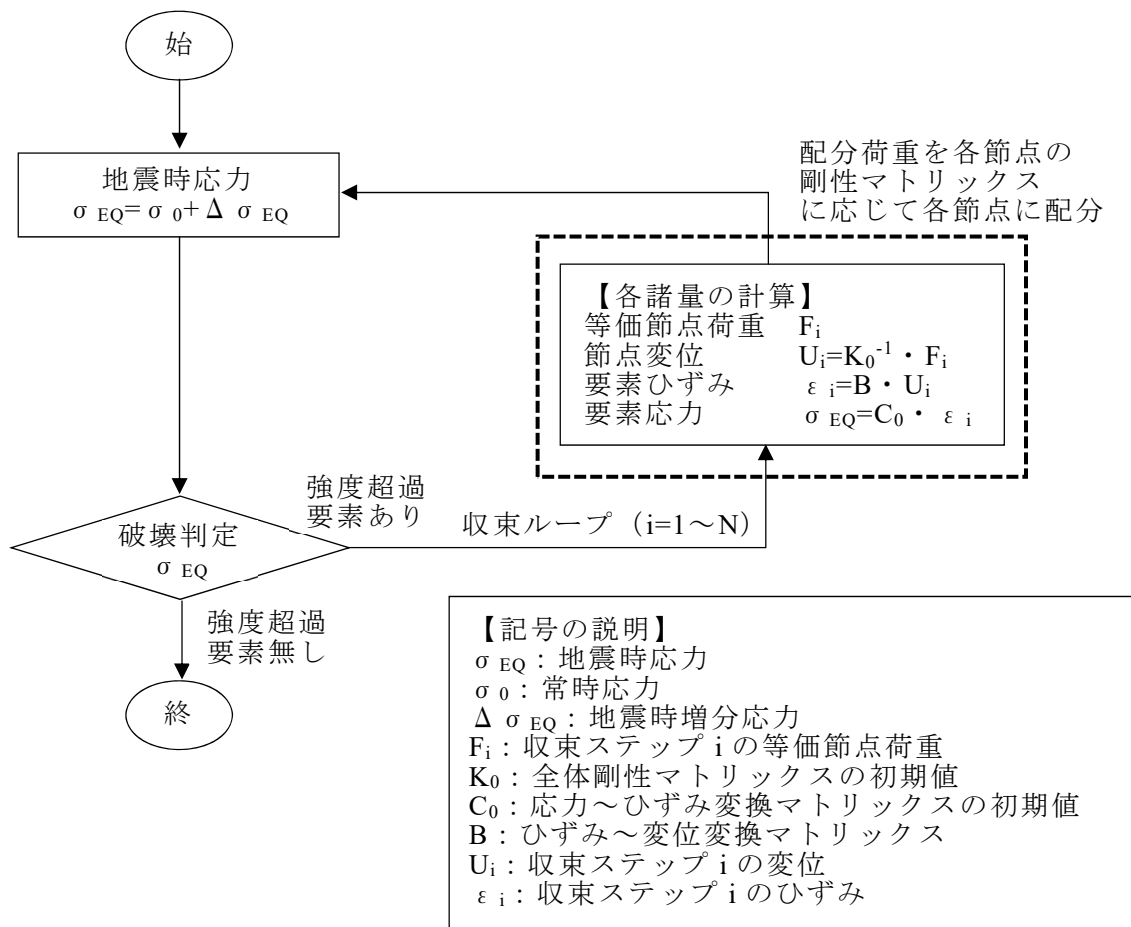 始
地震時応力
σ EQ=σ 0+Δ σ EQ
配分荷重を各節点の
剛性マトリックス
に応じて各節点に配分
【各諸量の計算】
等価節点荷重 Fi
節点変位 Ui=K0-1・Fi
要素ひずみ ε i=B・Ui
要素応力 σ EQ=C0・ε i
強度超過
要素あり
収束ループ（i=1～N）
破壊判定
σ EQ
強度超過
要素無し
終
【記号の説明】
σ EQ：地震時応力
σ 0：常時応力
Δ σ EQ：地震時増分応力
Fi：収束ステップ i の等価節点荷重
K0：全体剛性マトリックスの初期値
C0：応力～ひずみ変換マトリックスの初期値
B：ひずみ～変位変換マトリックス
Ui：収束ステップ i の変位
ε i：収束ステップ i のひずみ